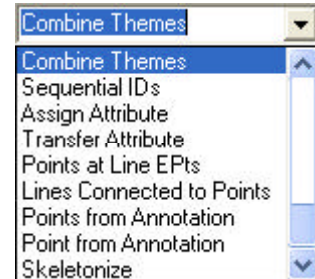 Combine Themes
Combine Themes
Sequential IDs
Assign Attribute
Transfer Attribute
Points at Line EPts
Lines Connected to Points
Points from Annotation
Point from Annotation
Skeletonize